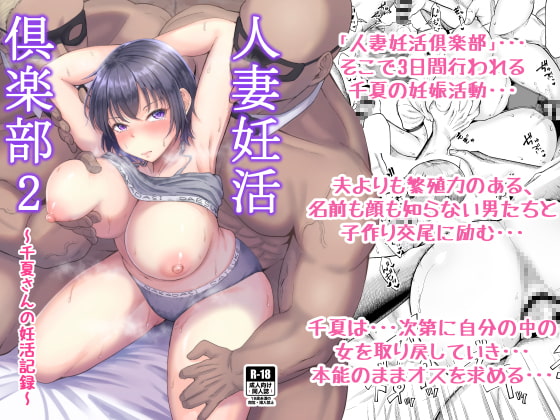 人妻妊活
倶楽部2
～千夏さんの妊活記録～
「人妻妊活倶楽部」･･･
そこで3日間行われる
千夏の妊娠活動･･･
夫よりも繁殖力のある、
名前も顔も知らない男たちと
子作り交尾に励む･･･
千夏は･･･次第に自分の中の
女を取り戻していき･･･
本能のままオスを求める････
R-18
成人向け
同人誌